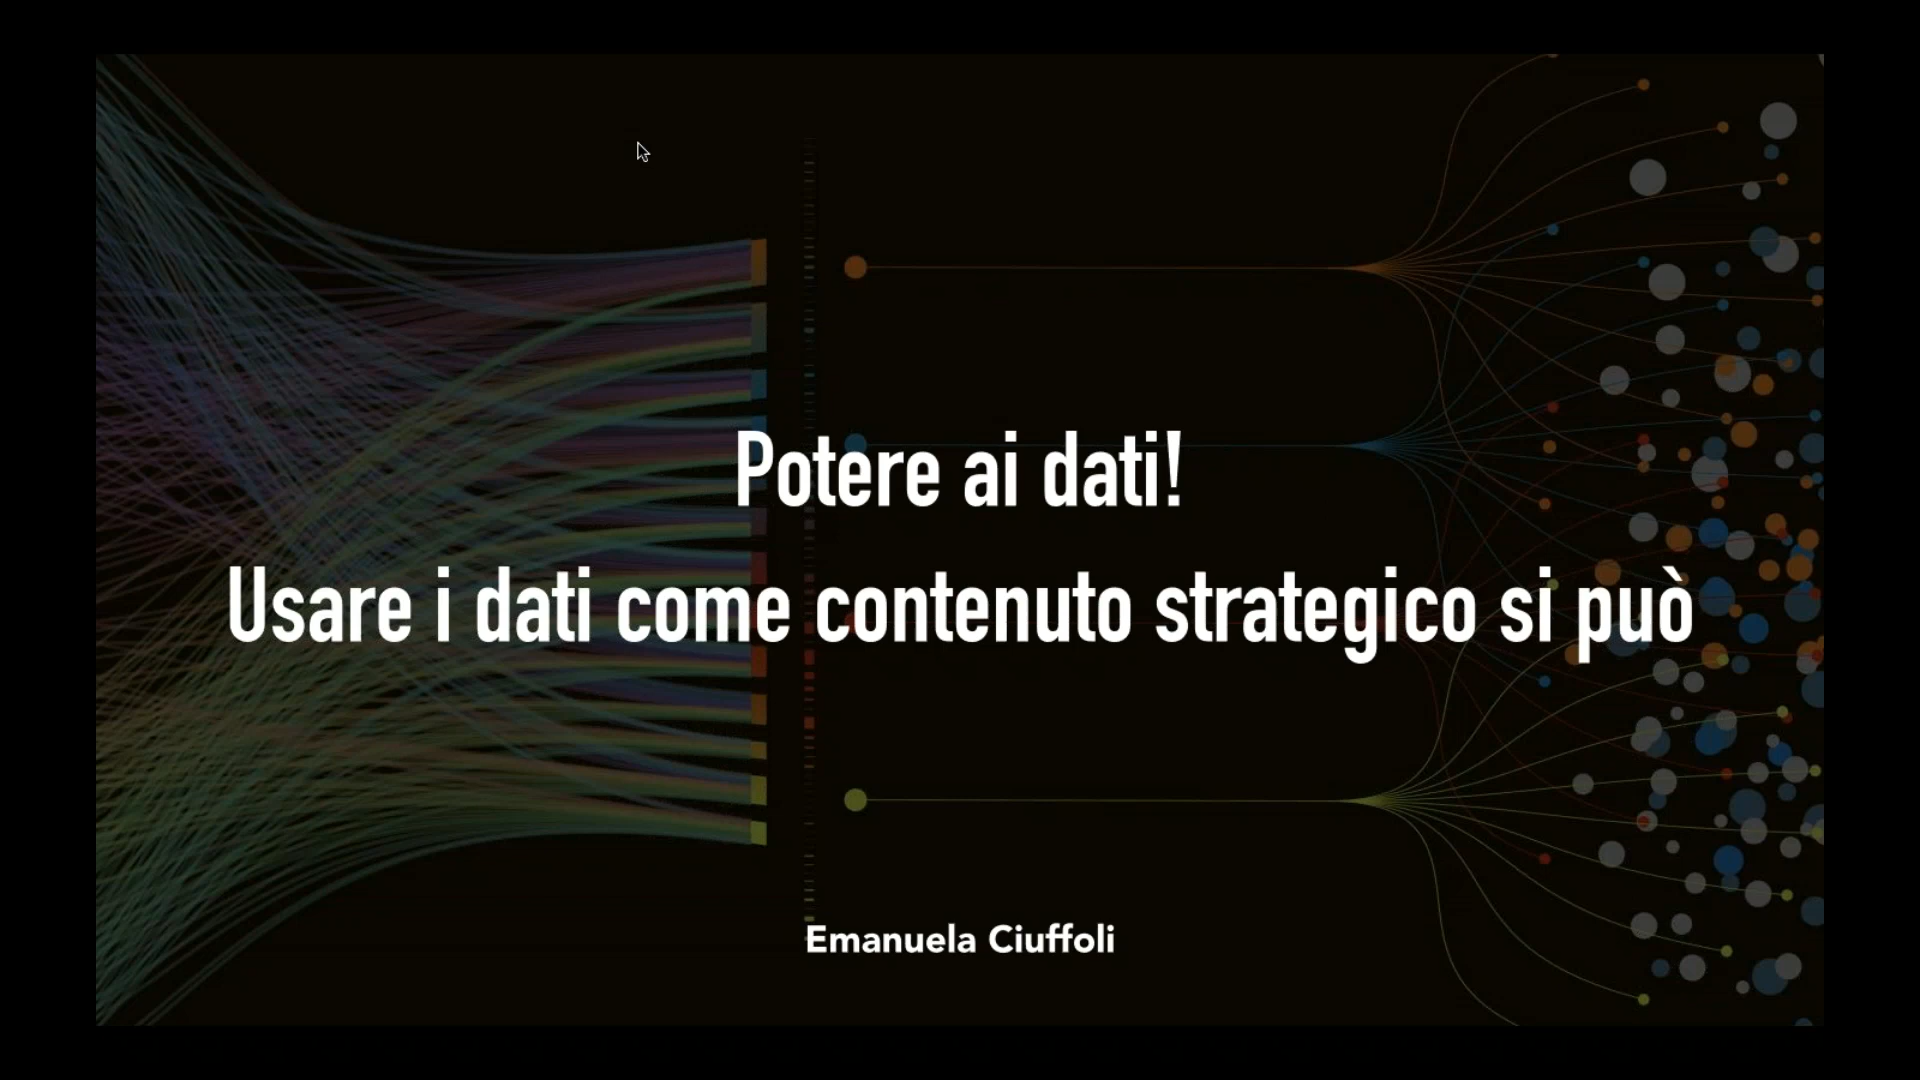 Potere ai dati!
Usare i dati come contenuto strategico si può
Emanuela Ciuffoli